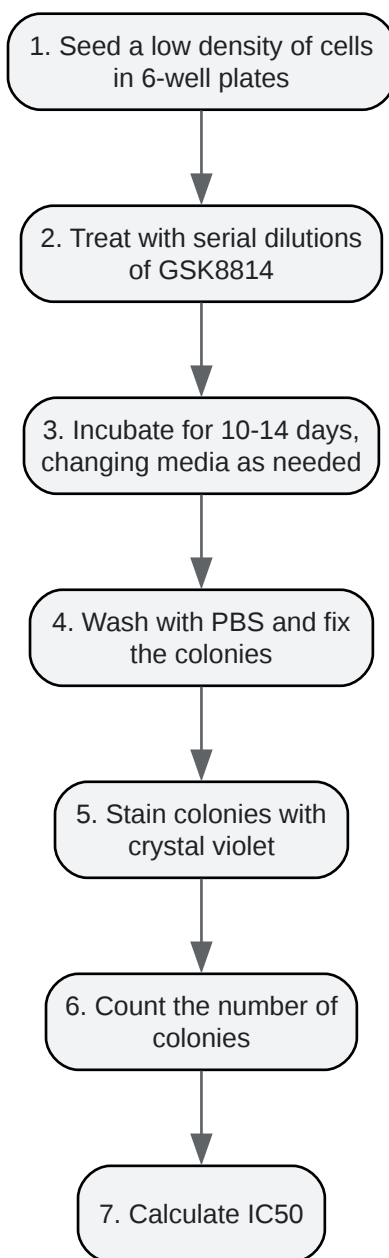 1. Seed a low density of cells
in 6-well plates
2. Treat with serial dilutions
of GSK8814
3. Incubate for 10-14 days,
changing media as needed
4. Wash with PBS and fix
the colonies
5. Stain colonies with
crystal violet
6. Count the number of
colonies
7. Calculate IC50